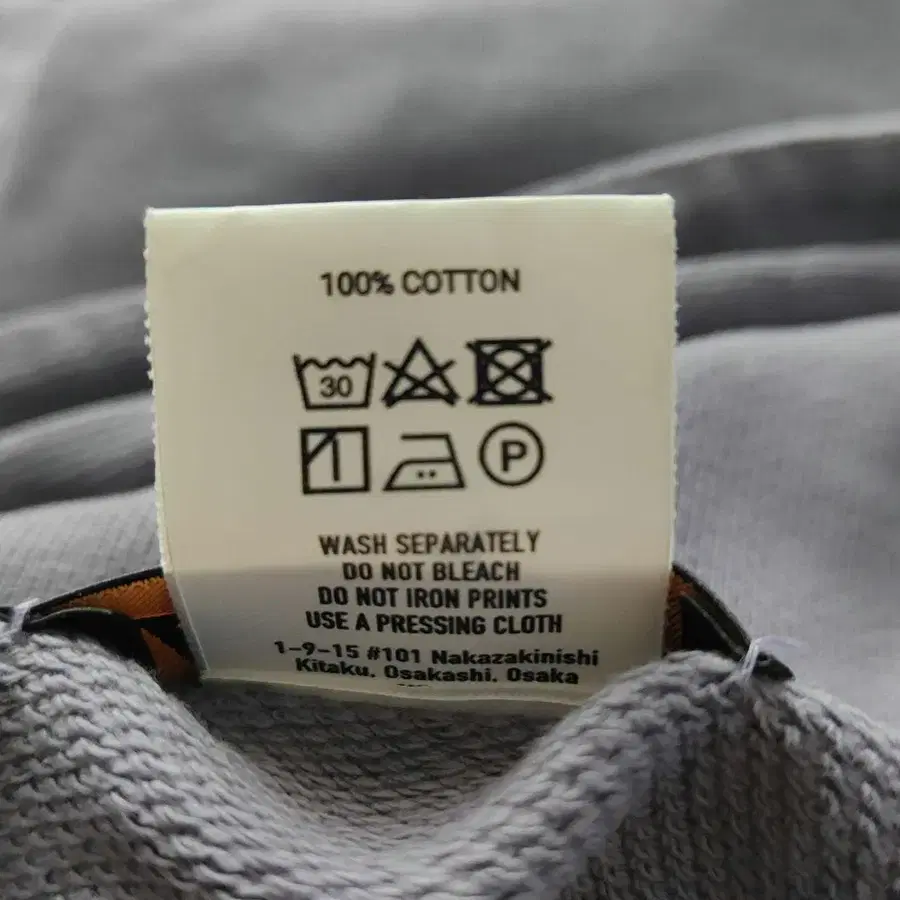 100% COTTON
30
P
WASH SEPARATELY
DO NOT BLEACH
DO NOT IRON PRINTS
USE A PRESSING CLOTH
1-9-15 #101 Nakazakinishi
Kitaku. Osakashi. Osaka